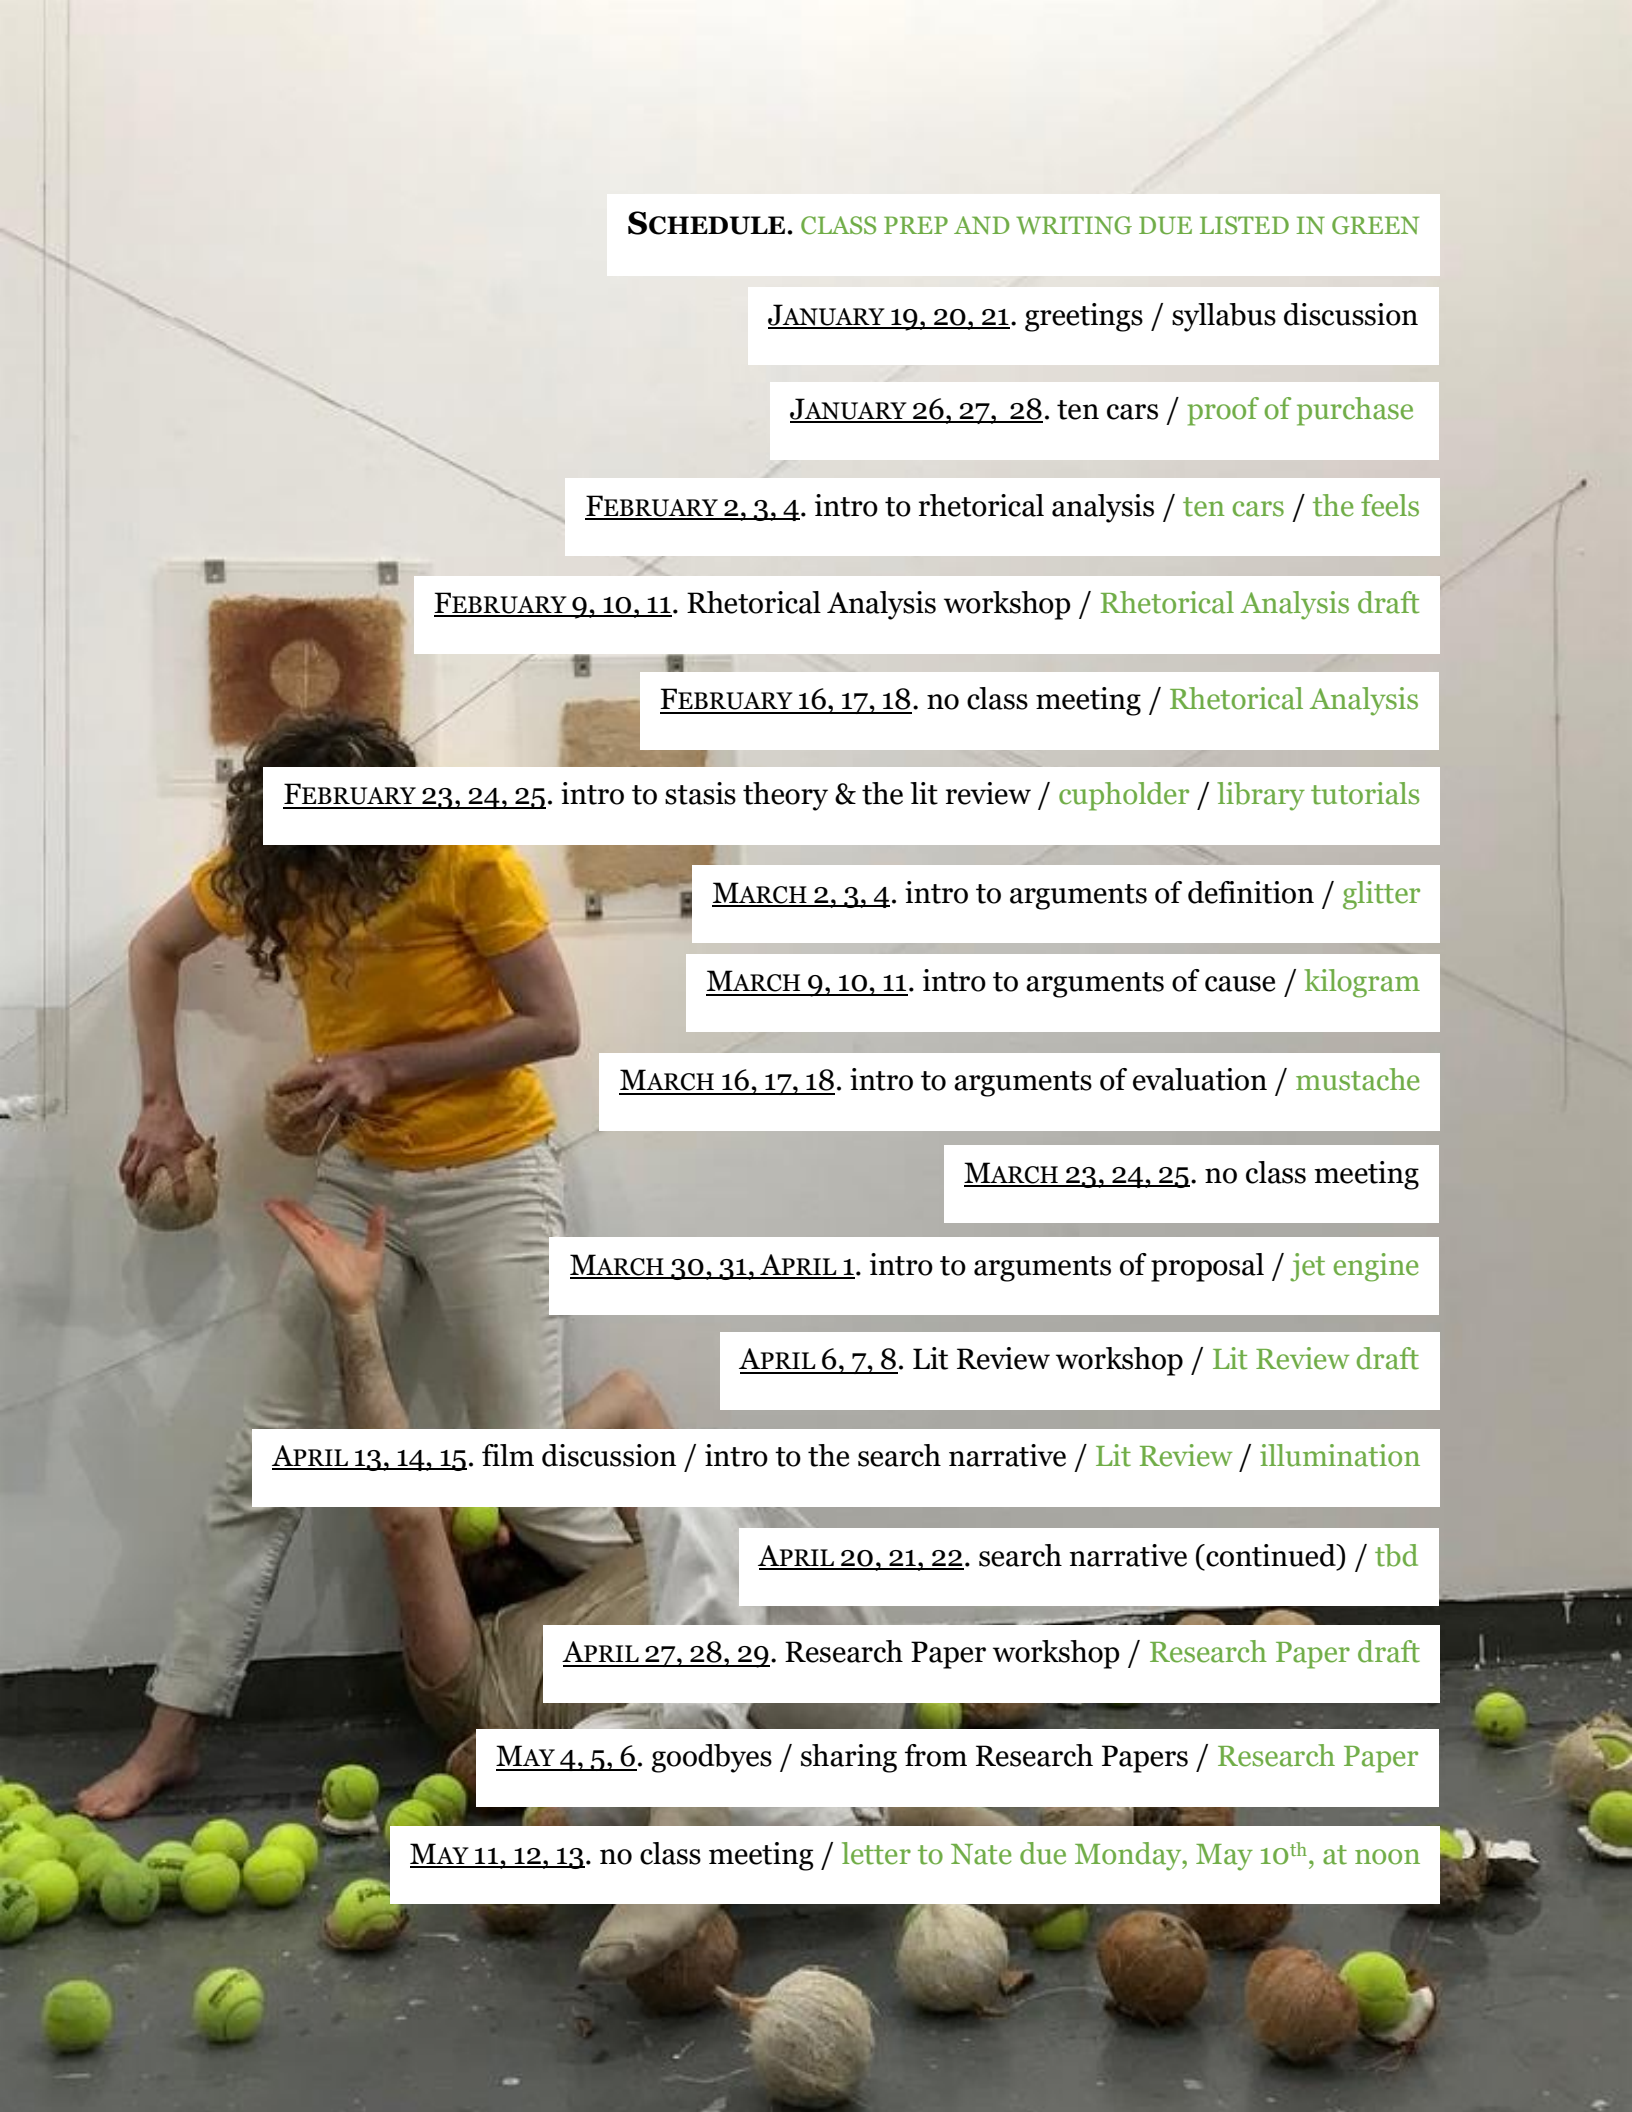 SCHEDULE. CLASS PREP AND WRITING DUE LISTED IN GREEN
JANUARY 19, 20, 21. greetings / syllabus discussion
JANUARY 26, 27, 28. ten cars / proof of purchase
FEBRUARY 2, 3, 4. intro to rhetorical analysis / ten cars / the feels
FEBRUARY 9, 10, 11. Rhetorical Analysis workshop / Rhetorical Analysis draft
FEBRUARY 16, 17, 18. no class meeting / Rhetorical Analysis
FEBRUARY 23, 24, 25. intro to stasis theory & the lit review / cupholder / library tutorials
MARCH 2, 3, 4. intro to arguments of definition / glitter
MARCH 9, 10, 11. intro to arguments of cause / kilogram
MARCH 16, 17, 18. intro to arguments of evaluation / mustache
MARCH 23, 24, 25. no class meeting
MARCH 30, 31, APRIL 1. intro to arguments of proposal / jet engine
APRIL 6, 7, 8. Lit Review workshop / Lit Review draft
APRIL 13, 14, 15. film discussion / intro to the search narrative / Lit Review / illumination
APRIL 20, 21, 22. search narrative (continued) / tbd
APRIL 27, 28, 29. Research Paper workshop / Research Paper draft
MAY 4, 5, 6. goodbyes / sharing from Research Papers / Research Paper
MAY 11, 12, 13. no class meeting / letter to Nate due Monday, May 10th, at noon